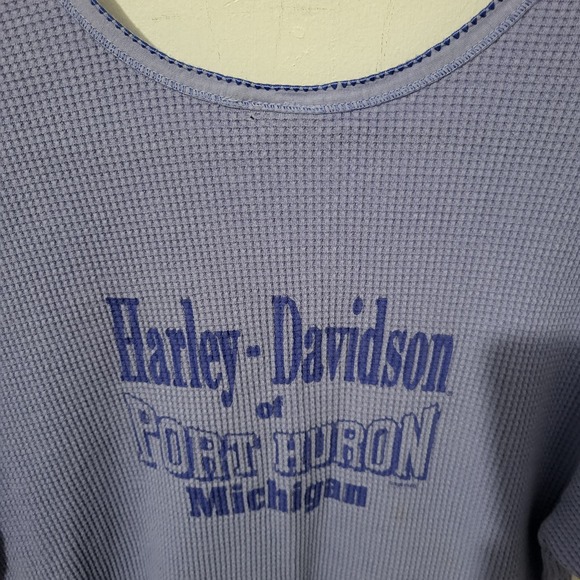 Harley-Davidson
of
PORT HURON
Michigan